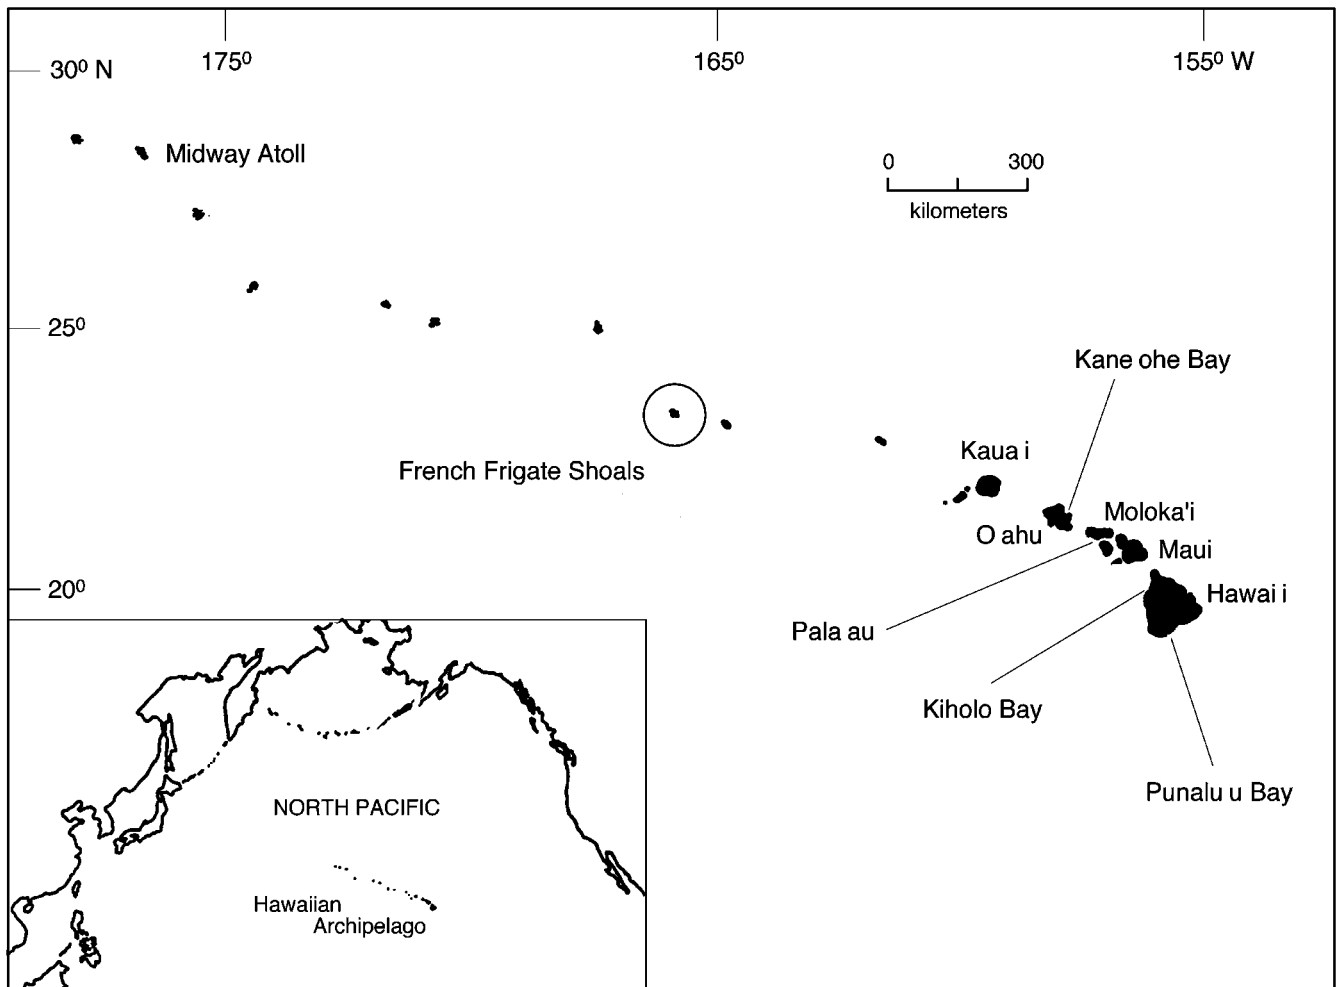 175⁰
165⁰
155⁰ W
30⁰ N
Midway Atoll
0 300
kilometers
25⁰
Kane ohe Bay
Kaua i
French Frigate Shoals
Moloka'i
O ahu
Maui
20⁰
Hawai i
Pala au
Kiholo Bay
Punalu u Bay
NORTH PACIFIC
Hawaiian
Archipelago